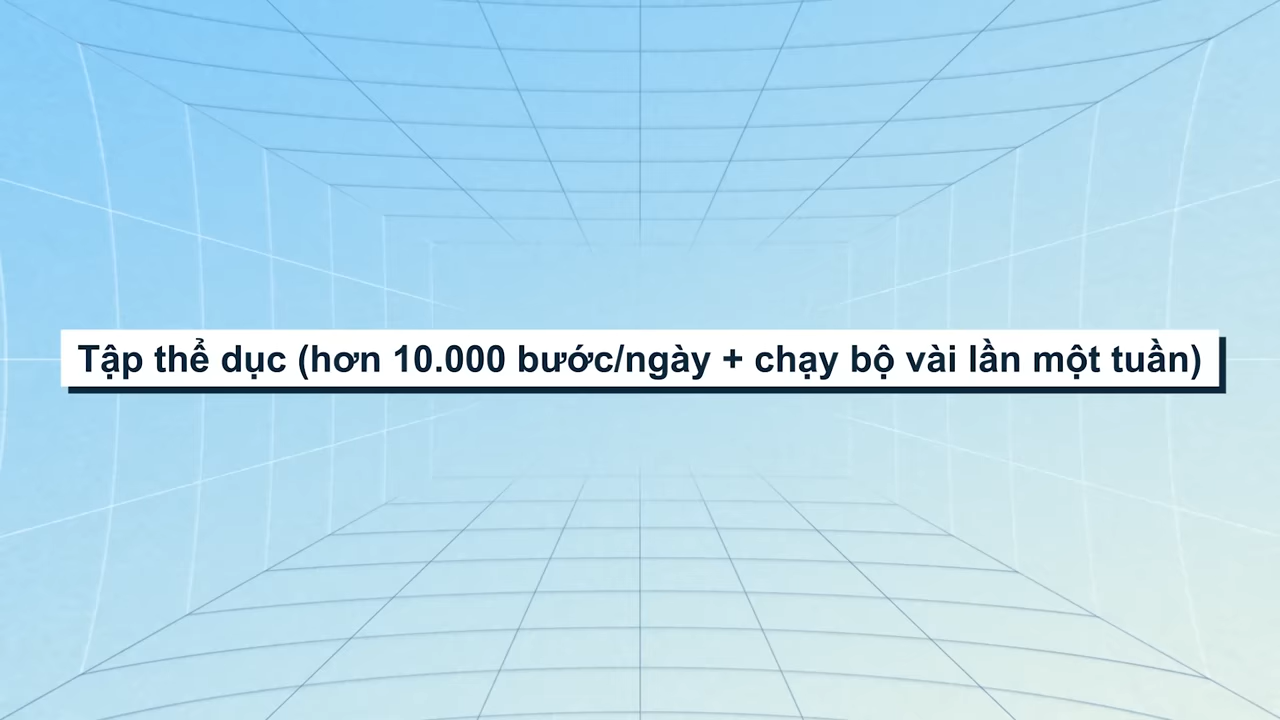 Tập thể dục (hơn 10.000 bước/ngày + chạy bộ vài lần một tuần)